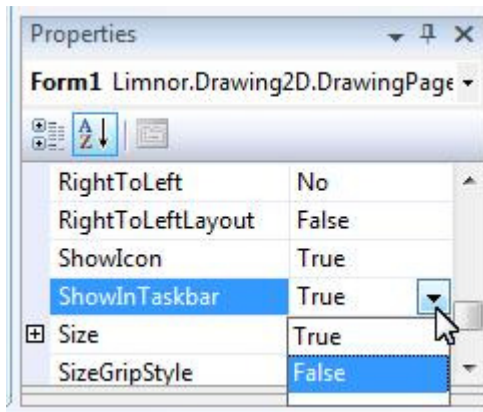 Properties
Form1 Limnor.Drawing2D.DrawingPage
A
Z
RightToLeft No
RightToLeftLayout False
ShowIcon True
ShowInTaskbar True
Size True
SizeGripStyle False